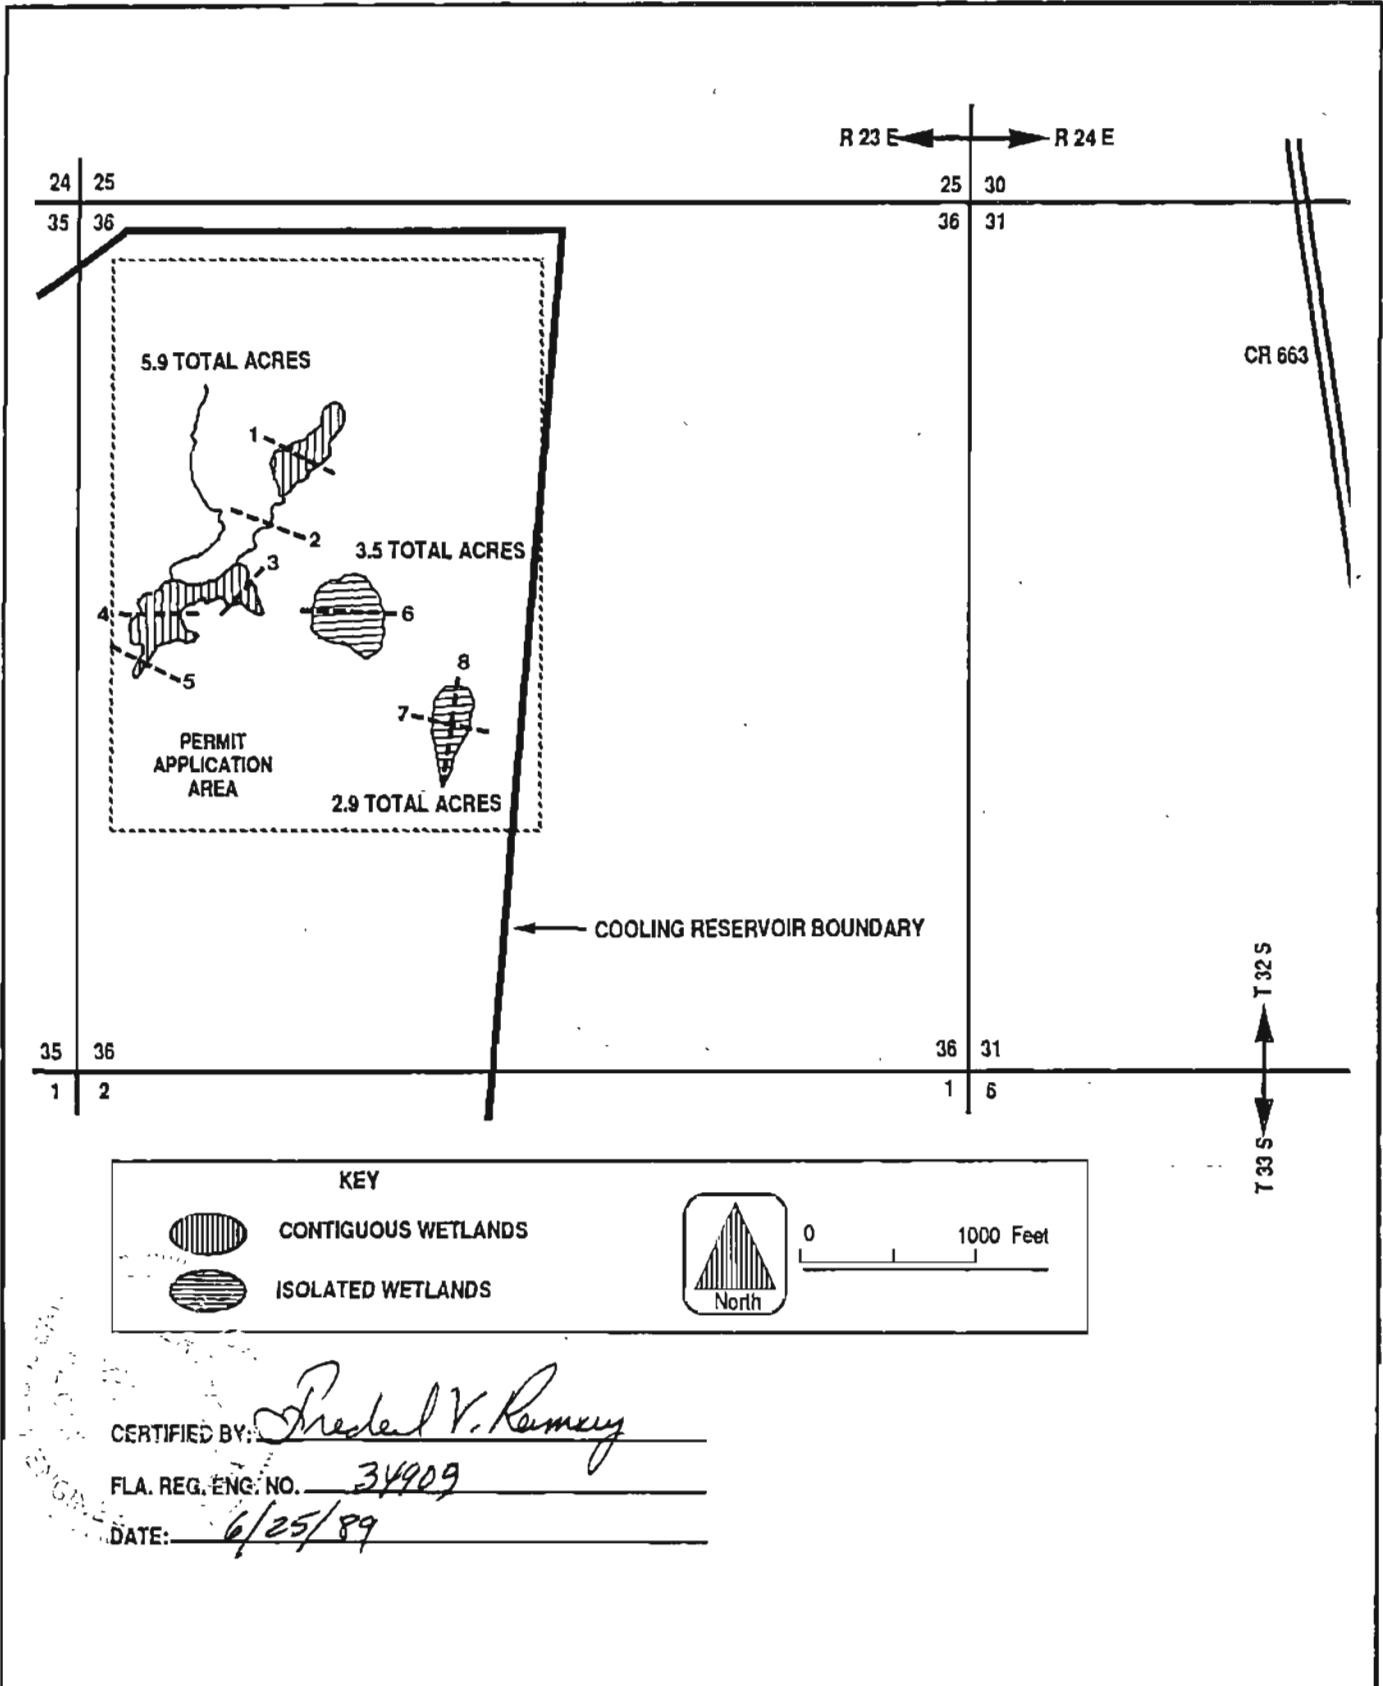 R 23 E R 24 E
24 25 25 30
35 36 36 31
CR 663
5.9 TOTAL ACRES
1
2
3.5 TOTAL ACRES
3
4 6
5
8
7
PERMIT
APPLICATION
AREA
2.9 TOTAL ACRES
COOLING RESERVOIR BOUNDARY
T 32 S
35 36 36 31
1 2 1 6
T 33 S
KEY
CONTIGUOUS WETLANDS
ISOLATED WETLANDS
North
0 1000 Feet
CERTIFIED BY: V. Ramsey
FLA. REG. ENG. NO. 34909
DATE: 6/25/89